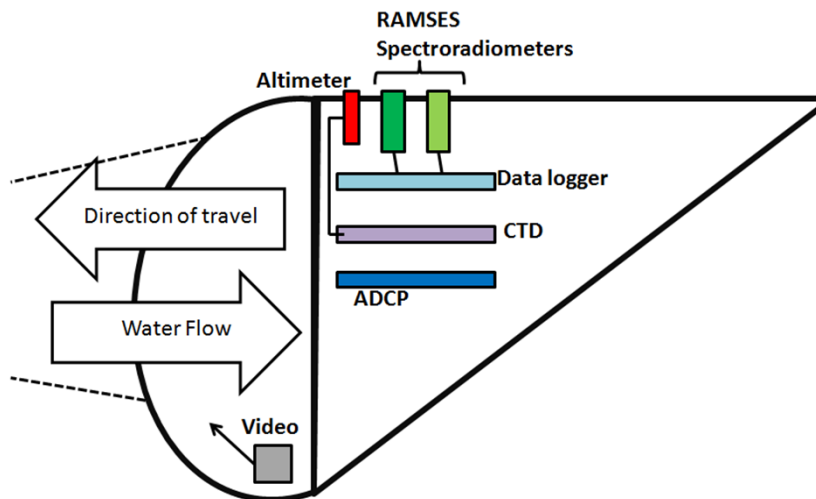 RAMSES
Spectroradiometers
Altimeter
Data logger
Direction of travel
CTD
ADCP
Water Flow
Video